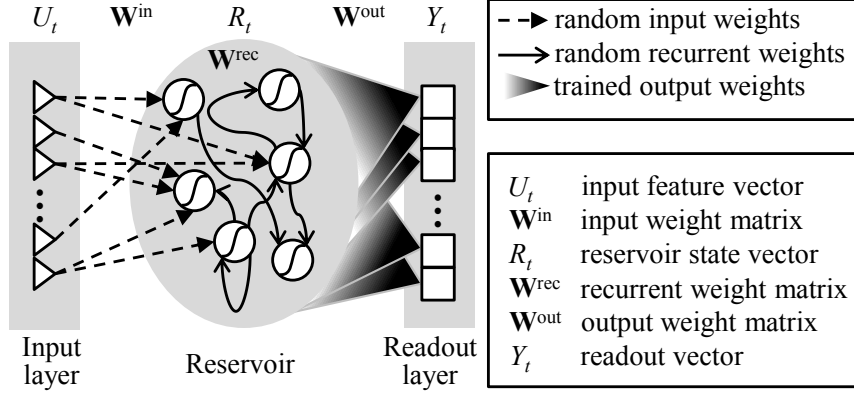 U_t W^in R_t W^out Y_t
W^rec
Input layer
Reservoir
Readout layer
random input weights
random recurrent weights
trained output weights
U_t input feature vector
W^in input weight matrix
R_t reservoir state vector
W^rec recurrent weight matrix
W^out output weight matrix
Y_t readout vector